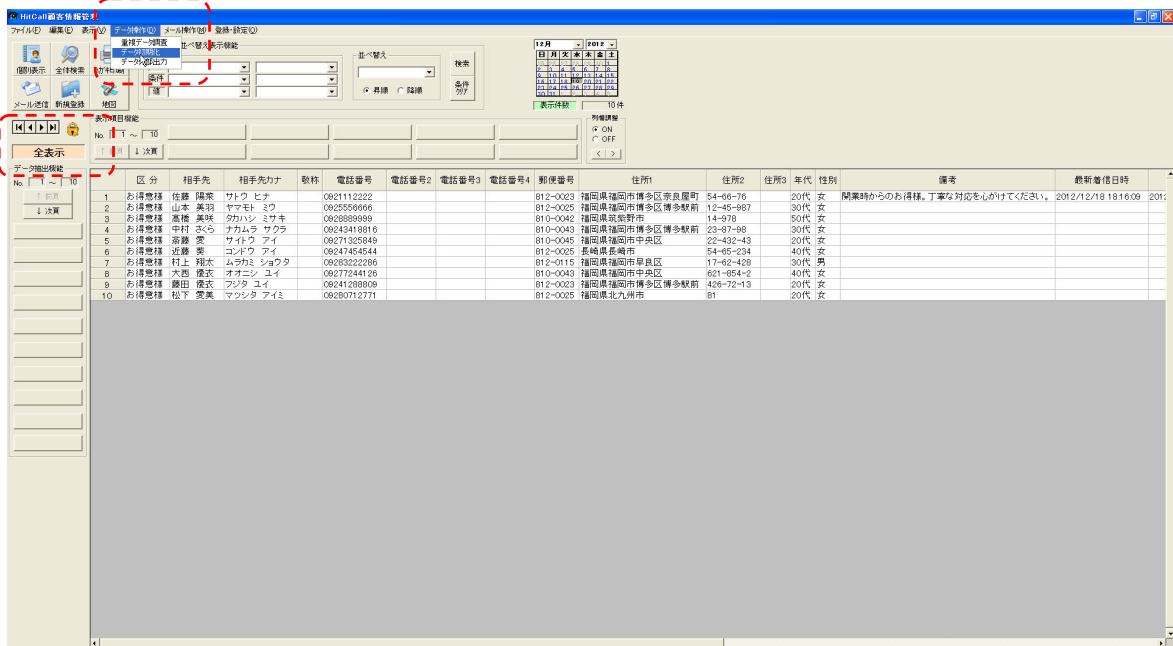 HitCall顧客情報管理
ファイル(F) 編集(E) 表示(V) データ操作(D) メール操作(M) 登録・設定(O)
重複データ調査
データ初期化
個別表示 全体検索
メール送信 新規登録 地図
並べ替え表示機能
条件
値
並べ替え
昇順 降順
検索
条件クリア
12月 2012
日 月 火 水 木 金 土
表示件数 10 件
全表示
表示項目機能
No. 1 ～ 10
↑ 前頁 ↓ 次頁
列幅調整
ON
OFF
< >
データ抽出機能
No. 1 ～ 10
↑ 前頁
↓ 次頁
区 分 相手先 相手先カナ 敬称 電話番号 電話番号2 電話番号3 電話番号4 郵便番号 住所1 住所2 住所3 年代 性別 備考 最新着信日時
1 お得意様 佐藤 陽菜 サトウ ヒナ 0921112222 812-0023 福岡県福岡市博多区奈良屋町 54-66-76 20代 女 開業時からのお得様。丁寧な対応を心がけてください。 2012/12/18 18:16:09 2012
2 お得意様 山本 美羽 ヤマモト ミウ 0925556666 812-0025 福岡県福岡市博多区博多駅前 12-45-987 30代 女
3 お得意様 高橋 美咲 タカハシ ミサキ 0928889999 810-0042 福岡県筑紫野市 14-978 50代 女
4 お得意様 中村 さくら ナカムラ サクラ 09243418816 810-0043 福岡県福岡市博多区博多駅前 23-87-98 30代 女
5 お得意様 斎藤 愛 サイトウ アイ 09271325849 810-0045 福岡県福岡市中央区 22-432-43 20代 女
6 お得意様 近藤 葵 コンドウ アイ 09247454544 812-0025 長崎県長崎市 54-65-234 40代 女
7 お得意様 村上 翔太 ムラカミ ショウタ 09283222286 812-0115 福岡県福岡市早良区 17-62-428 30代 男
8 お得意様 大西 優衣 オオニシ ユイ 09277244126 810-0043 福岡県福岡市中央区 621-854-2 40代 女
9 お得意様 藤田 優衣 フジタ ユイ 09241288809 812-0023 福岡県福岡市博多区博多駅前 426-72-13 20代 女
10 お得意様 松下 愛美 マツシタ アイミ 09280712771 812-0025 福岡県北九州市 81 20代 女